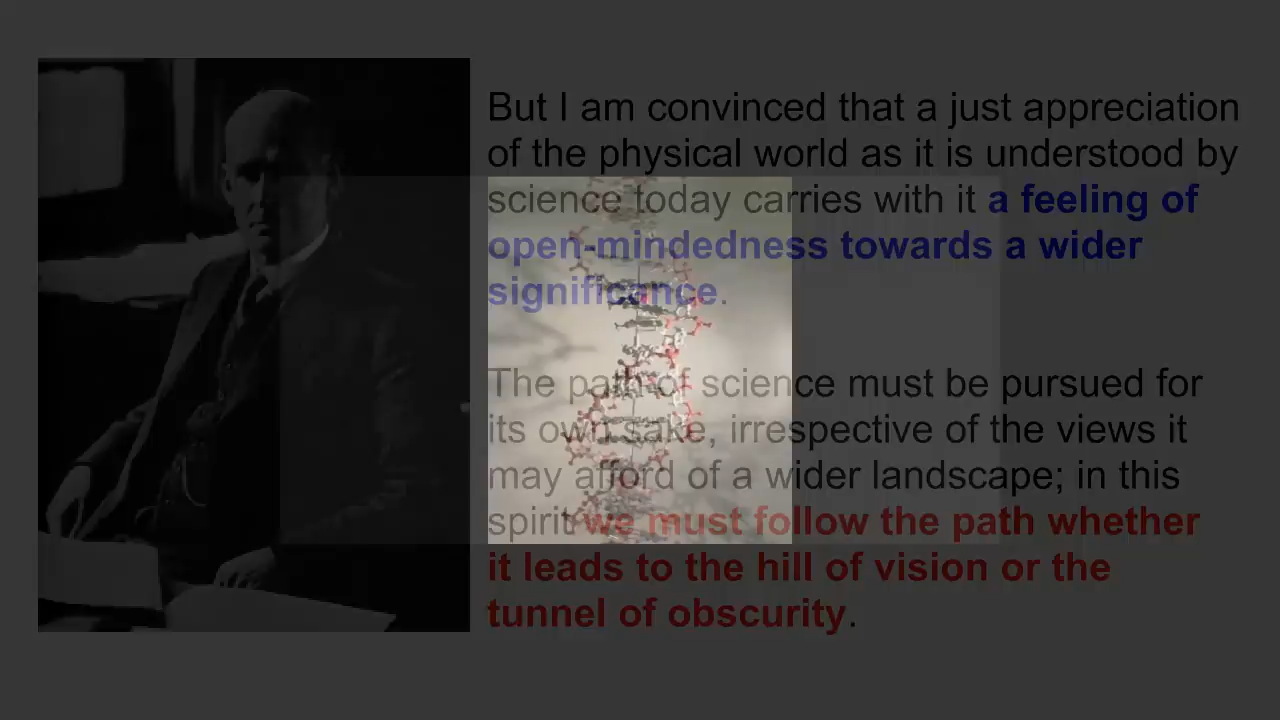 But I am convinced that a just appreciation
of the physical world as it is understood by
science today carries with it a feeling of
open-mindedness towards a wider
significance.
The path of science must be pursued for
its own sake, irrespective of the views it
may afford of a wider landscape; in this
spirit we must follow the path whether
it leads to the hill of vision or the
tunnel of obscurity.